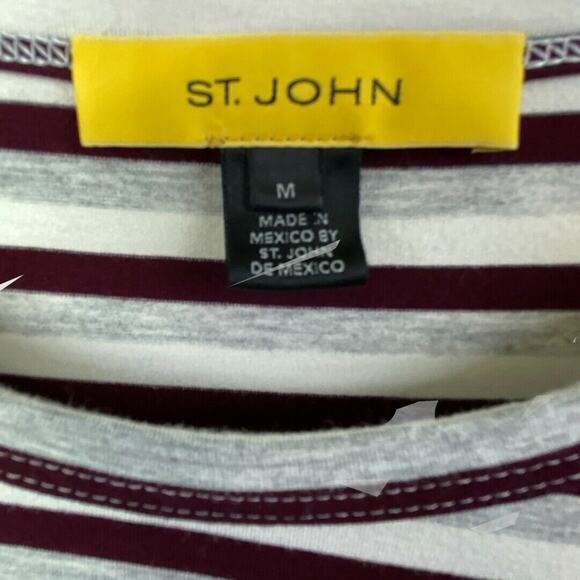 ST. JOHN
M
MADE IN
MEXICO BY
ST. JOHN
DE MEXICO